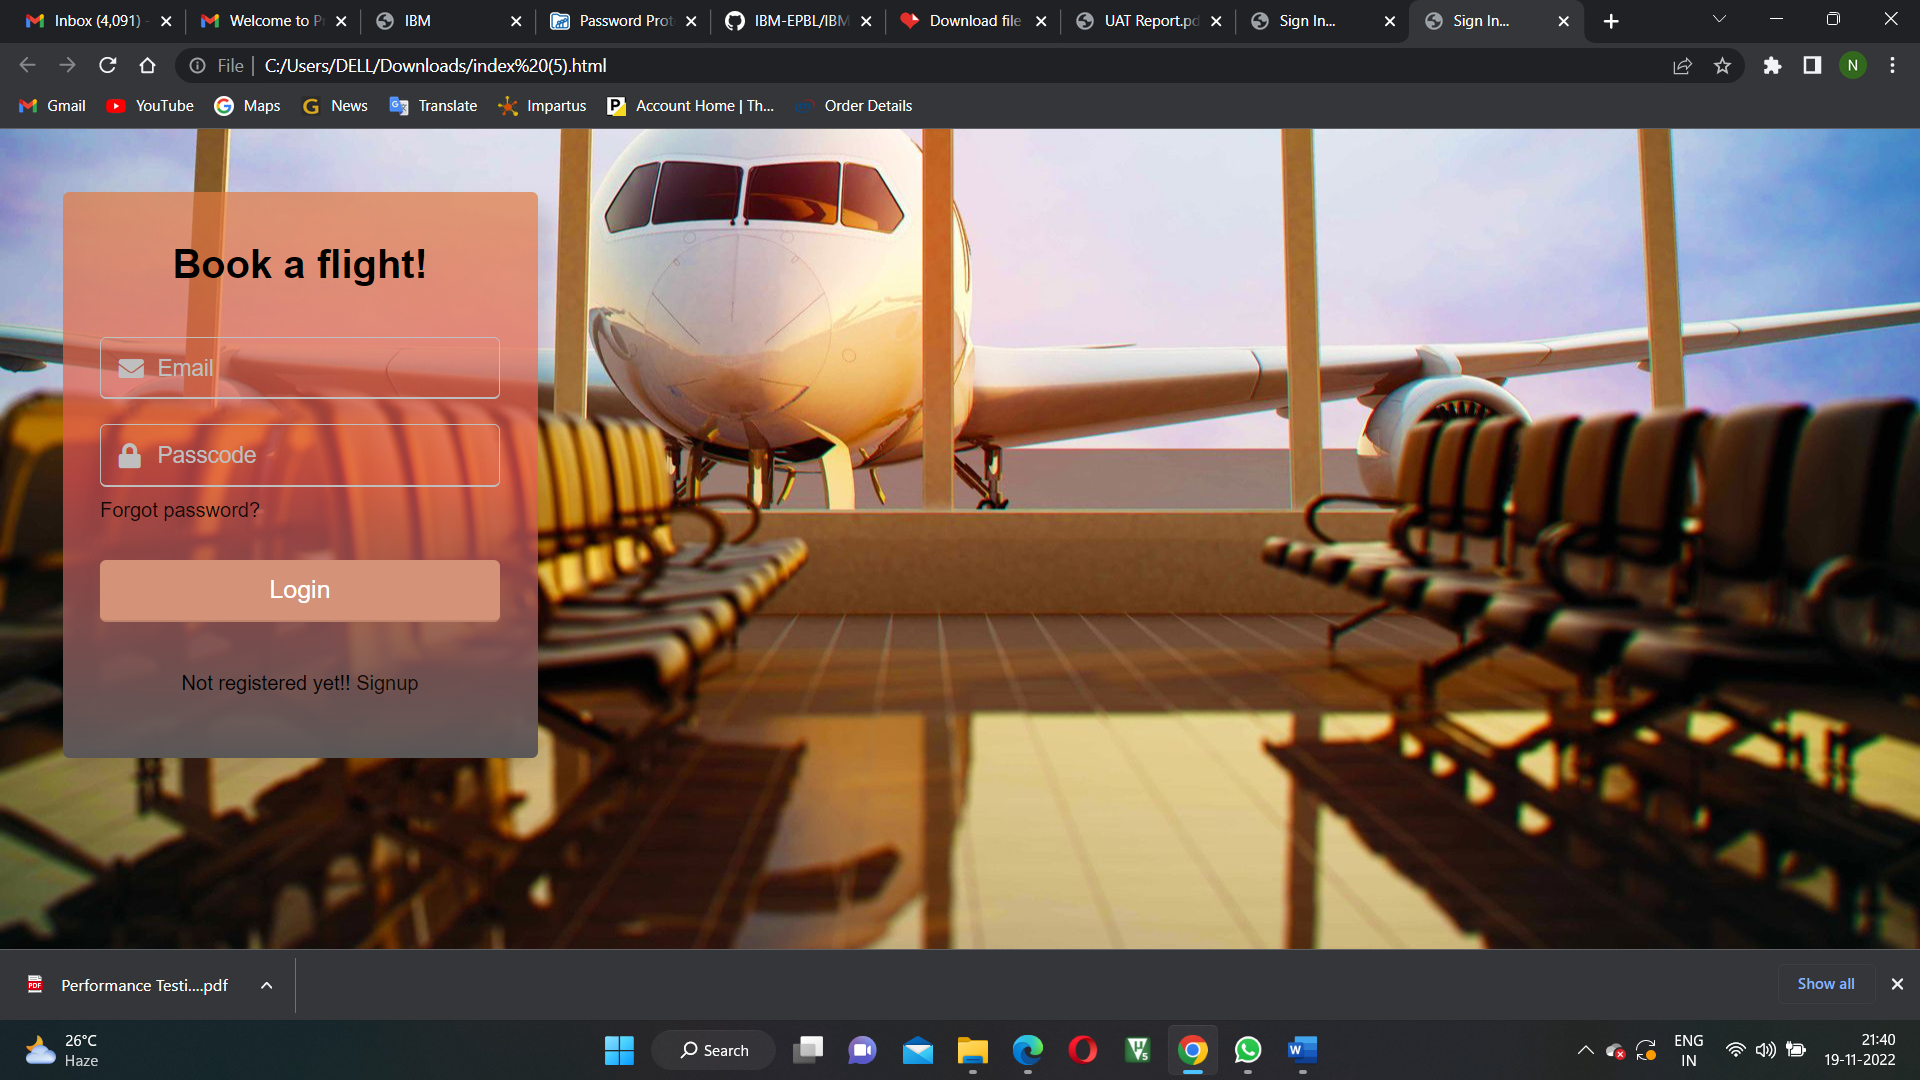 Inbox (4,091) -
Welcome to P
IBM
Password Prot
IBM-EPBL/IBM
Download file
UAT Report.pd
Sign In...
Sign In...
File | C:/Users/DELL/Downloads/index%20(5).html
N
Gmail
YouTube
Maps
News
Translate
Impartus
Account Home | Th...
Order Details
Book a flight!
Email
Passcode
Forgot password?
Login
Not registered yet!! Signup
PDF
Performance Testi....pdf
Show all
26°C
Haze
Search
ENG
IN
21:40
19-11-2022